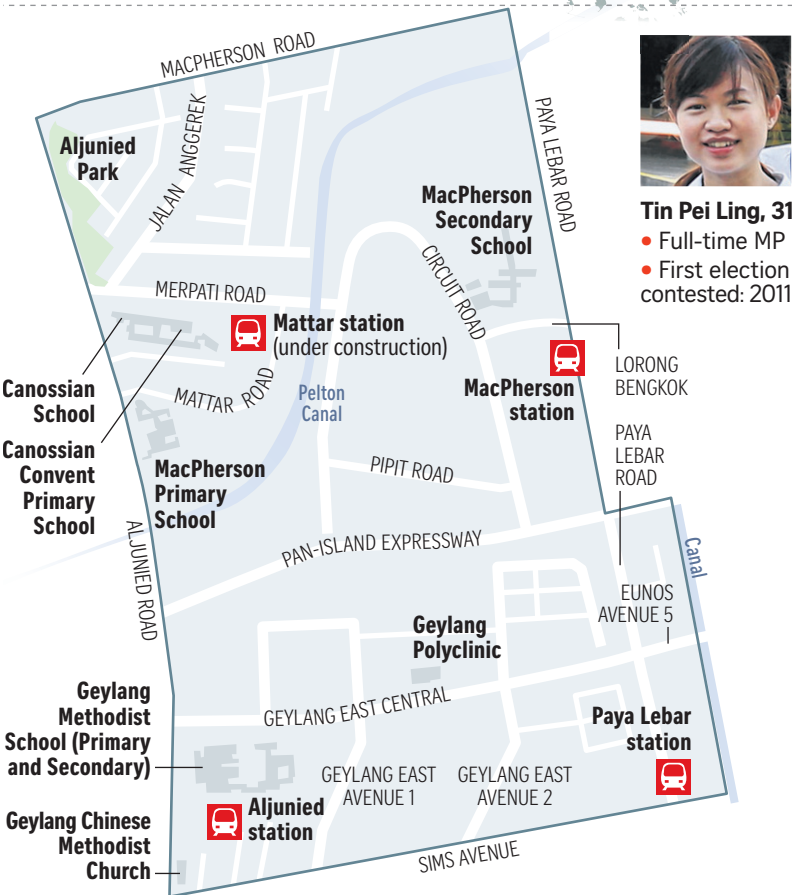 MACPHERSON ROAD
Aljunied
Park
JALAN ANGGEREK
PAYA LEBAR ROAD
MacPherson
Secondary
School
Tin Pei Ling, 31
• Full-time MP
• First election
contested: 2011
MERPATI ROAD
CIRCUIT ROAD
Mattar station
(under construction)
Canossian
School
MATTAR ROAD
Pelton
Canal
MacPherson
station
LORONG
BENGKOK
Canossian
Convent
Primary
School
MacPherson
Primary
School
PIPIT ROAD
PAYA
LEBAR
ROAD
ALJUNIED ROAD
PAN-ISLAND EXPRESSWAY
Canal
EUNOS
AVENUE 5
Geylang
Polyclinic
Geylang
Methodist
School (Primary
and Secondary)
GEYLANG EAST CENTRAL
Paya Lebar
station
GEYLANG EAST
AVENUE 1
GEYLANG EAST
AVENUE 2
Aljunied
station
Geylang Chinese
Methodist
Church
SIMS AVENUE